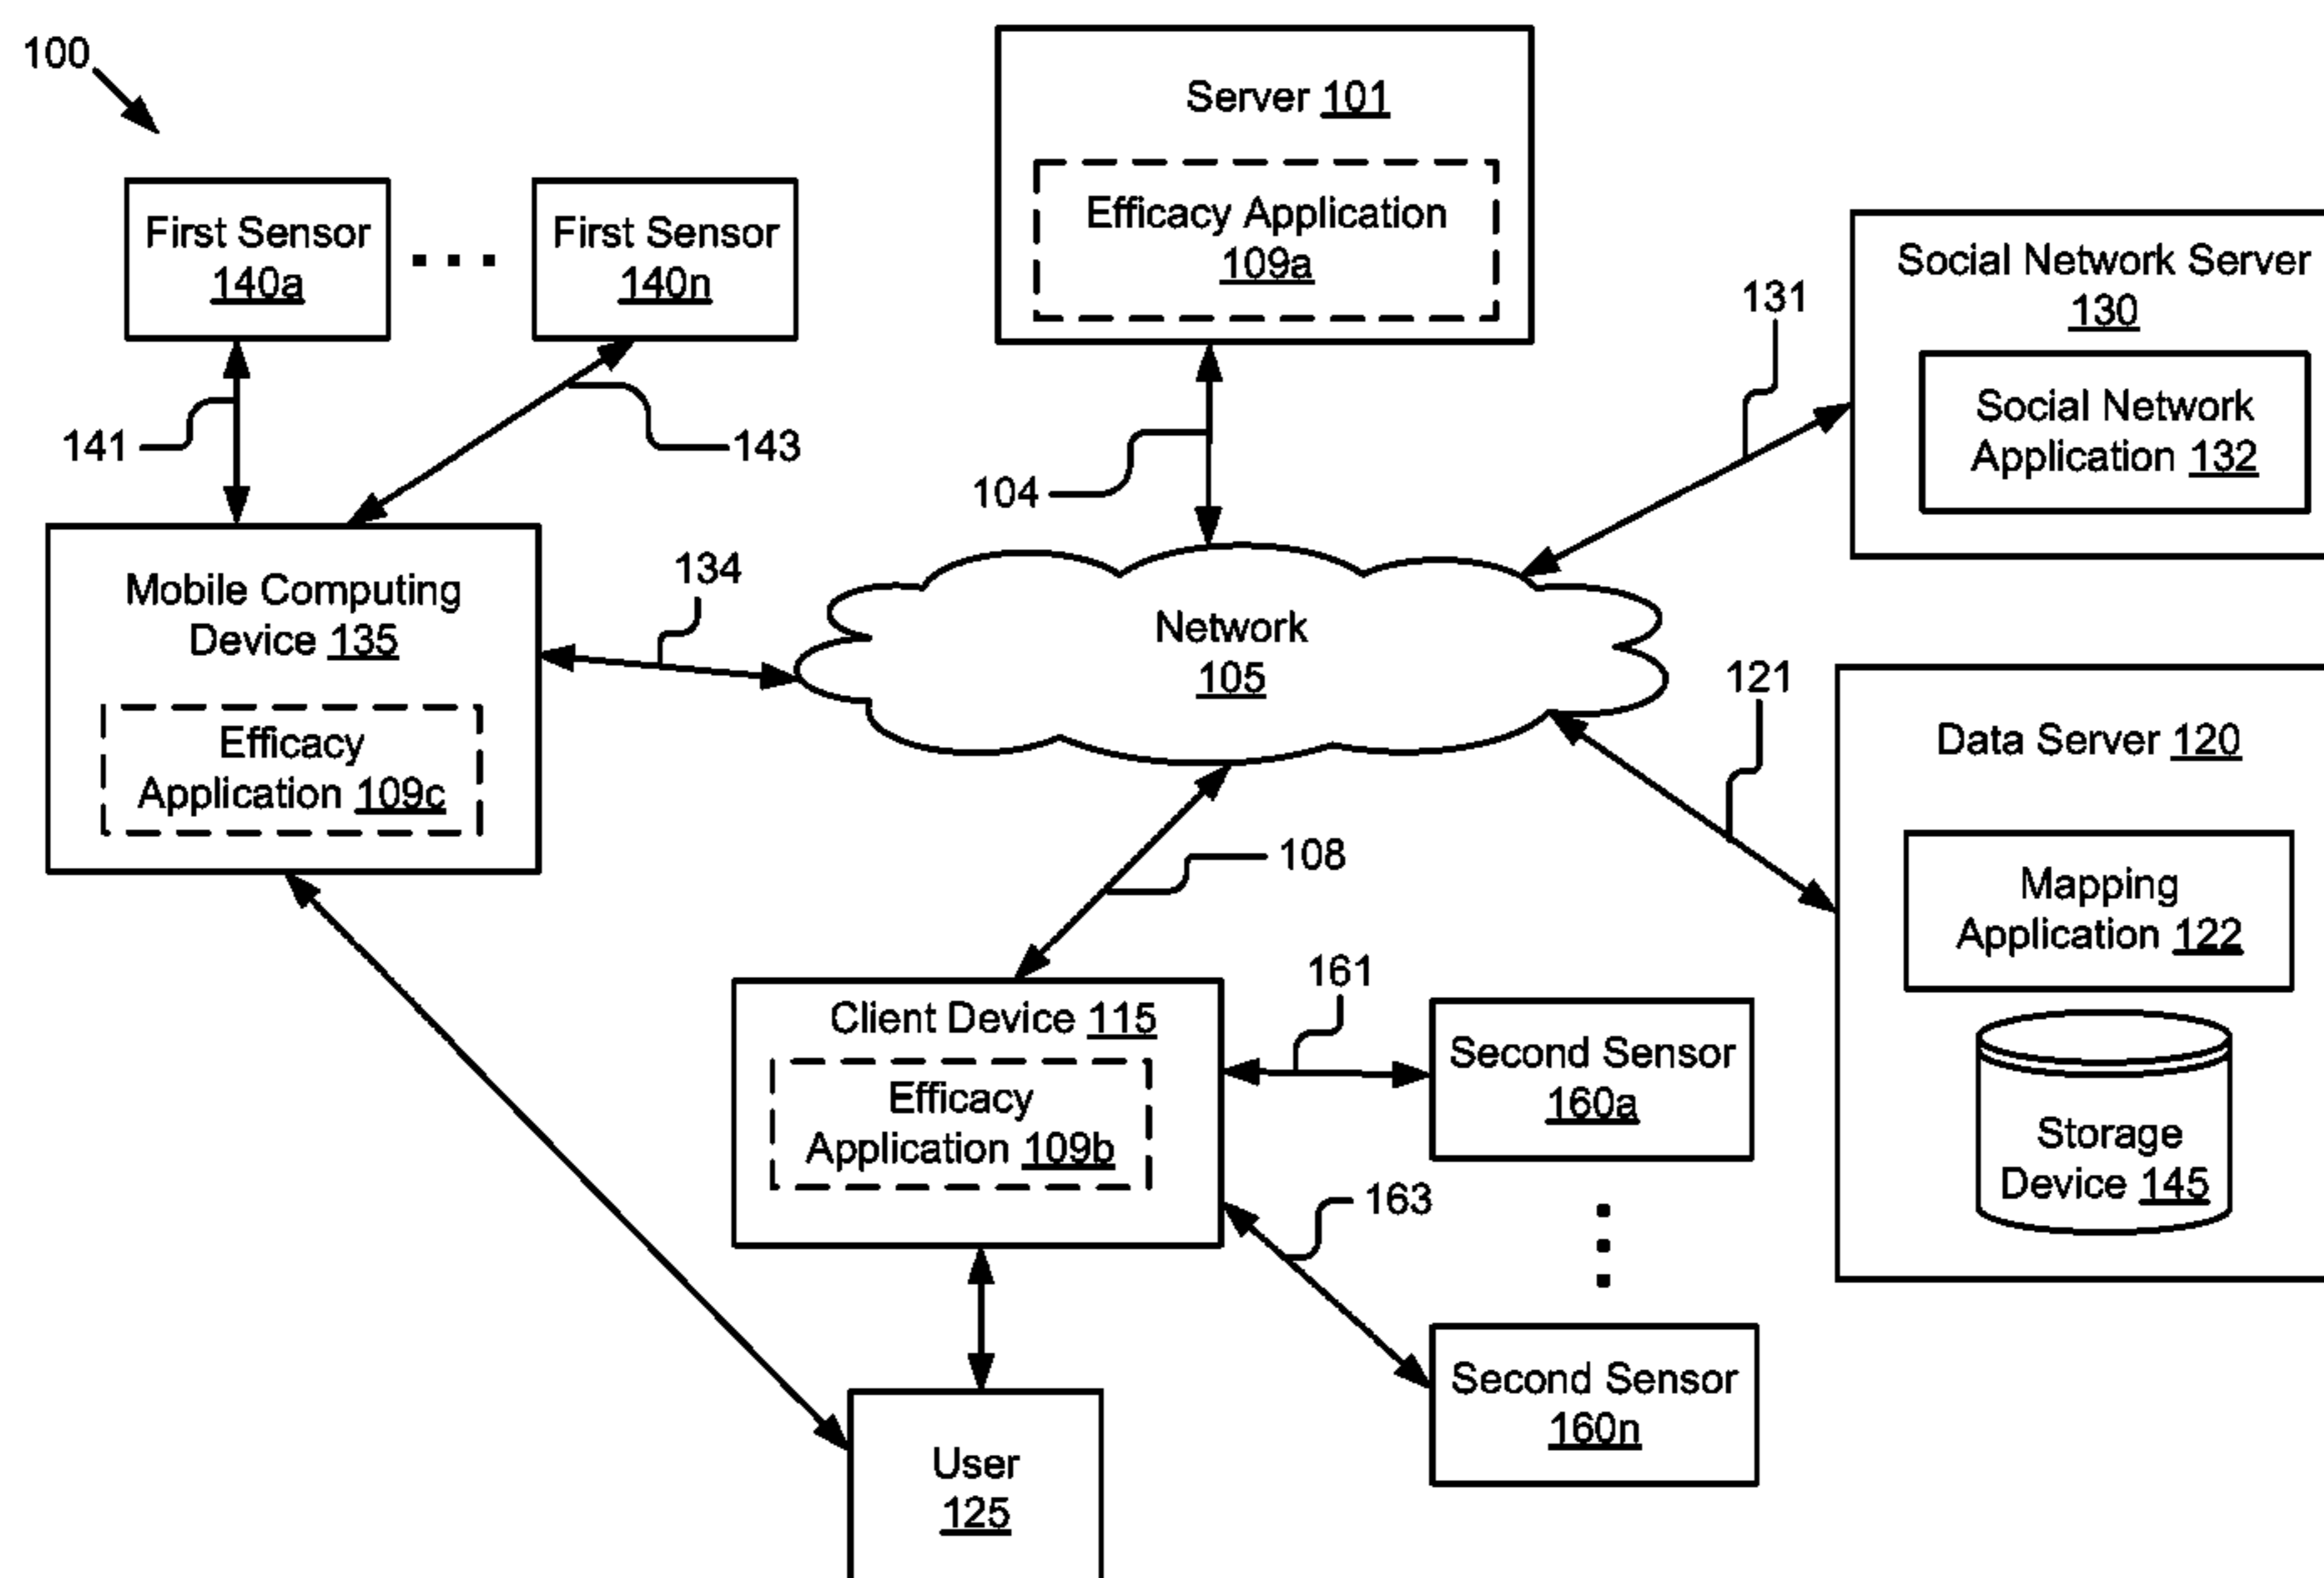 100
Server 101
Efficacy Application
109a
First Sensor
140a
First Sensor
140n
Social Network Server
130
Social Network
Application 132
131
141
143
104
Mobile Computing
Device 135
Efficacy
Application 109c
134
Network
105
121
Data Server 120
Mapping
Application 122
Storage
Device 145
108
Client Device 115
Efficacy
Application 109b
161
Second Sensor
160a
163
Second Sensor
160n
User
125